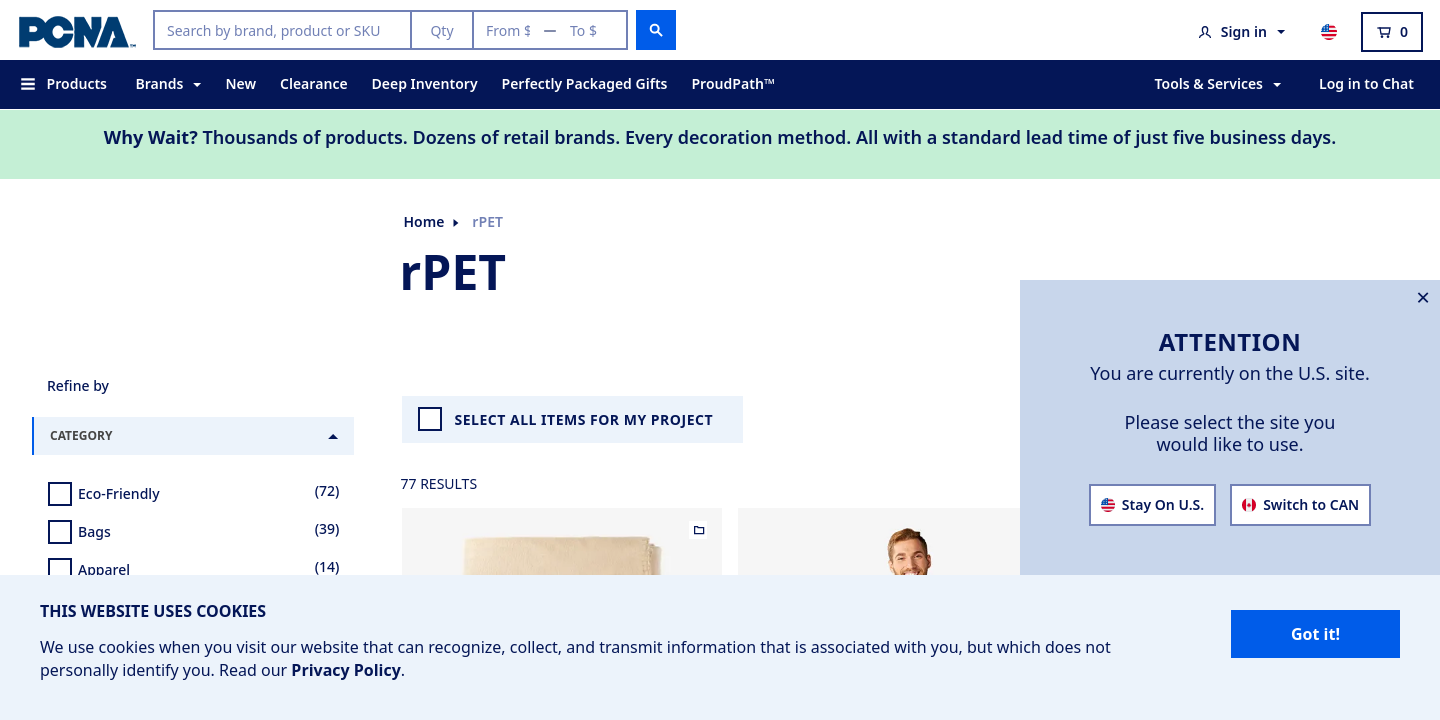 PCNA™
Search by brand, product or SKU
Qty
From $
To $
Sign in
0
Products
Brands
New
Clearance
Deep Inventory
Perfectly Packaged Gifts
ProudPath™
Tools & Services
Log in to Chat
Why Wait? Thousands of products. Dozens of retail brands. Every decoration method. All with a standard lead time of just five business days.
Home
rPET
rPET
ATTENTION
You are currently on the U.S. site.
Please select the site you
would like to use.
Stay On U.S.
Switch to CAN
Refine by
CATEGORY
SELECT ALL ITEMS FOR MY PROJECT
77 RESULTS
Eco-Friendly (72)
Bags (39)
Apparel (14)
THIS WEBSITE USES COOKIES
We use cookies when you visit our website that can recognize, collect, and transmit information that is associated with you, but which does not
personally identify you. Read our Privacy Policy.
Got it!